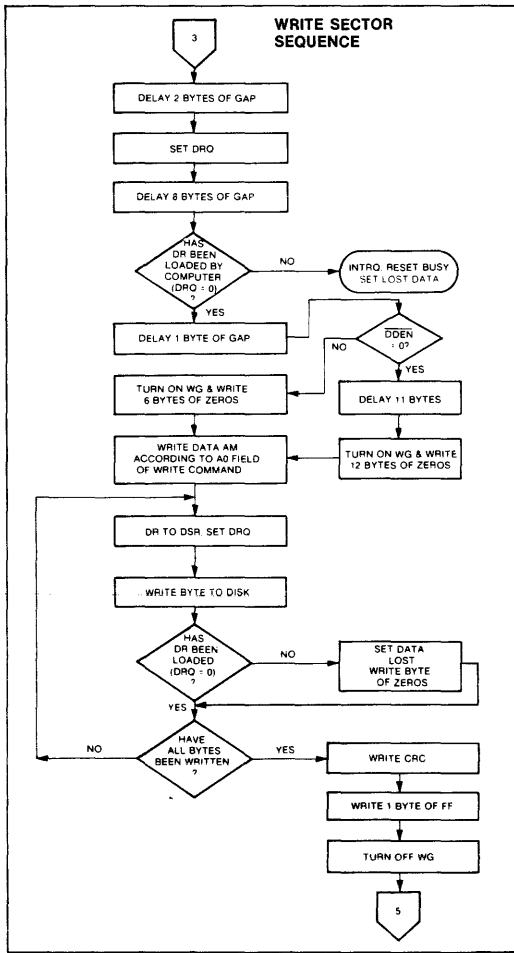 WRITE SECTOR
SEQUENCE
3
DELAY 2 BYTES OF GAP
SET DRQ
DELAY 8 BYTES OF GAP
HAS
DR BEEN
LOADED BY
COMPUTER
(DRQ = 0)
?
NO
INTRQ. RESET BUSY
SET LOST DATA
YES
DELAY 1 BYTE OF GAP
DDEN
= 0?
NO
YES
TURN ON WG & WRITE
6 BYTES OF ZEROS
DELAY 11 BYTES
WRITE DATA AM
ACCORDING TO A0 FIELD
OF WRITE COMMAND
TURN ON WG & WRITE
12 BYTES OF ZEROS
DR TO DSR, SET DRQ
WRITE BYTE TO DISK
HAS
DR BEEN
LOADED
(DRQ = 0)
?
NO
SET DATA
LOST
WRITE BYTE
OF ZEROS
YES
HAVE
ALL BYTES
BEEN WRITTEN
?
NO
YES
WRITE CRC
WRITE 1 BYTE OF FF
TURN OFF WG
5